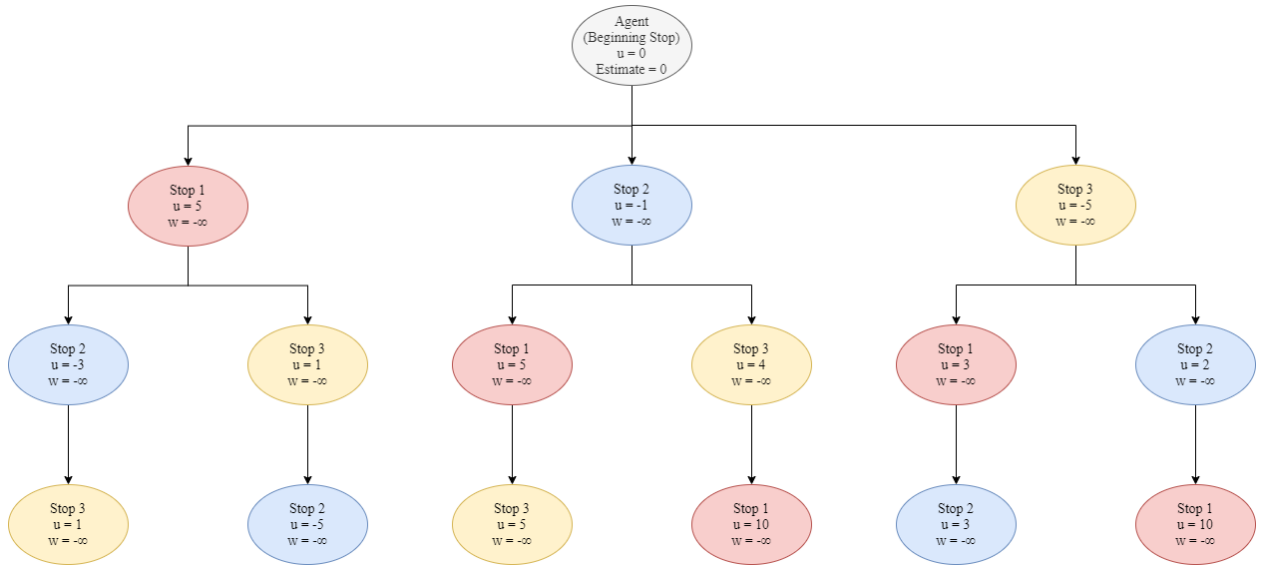 Agent
(Beginning Stop)
u = 0
Estimate = 0
Stop 1
u = 5
w = -∞
Stop 2
u = -1
w = -∞
Stop 3
u = -5
w = -∞
Stop 2
u = -3
w = -∞
Stop 3
u = 1
w = -∞
Stop 1
u = 5
w = -∞
Stop 3
u = 4
w = -∞
Stop 1
u = 3
w = -∞
Stop 2
u = 2
w = -∞
Stop 3
u = 1
w = -∞
Stop 2
u = -5
w = -∞
Stop 3
u = 5
w = -∞
Stop 1
u = 10
w = -∞
Stop 2
u = 3
w = -∞
Stop 1
u = 10
w = -∞